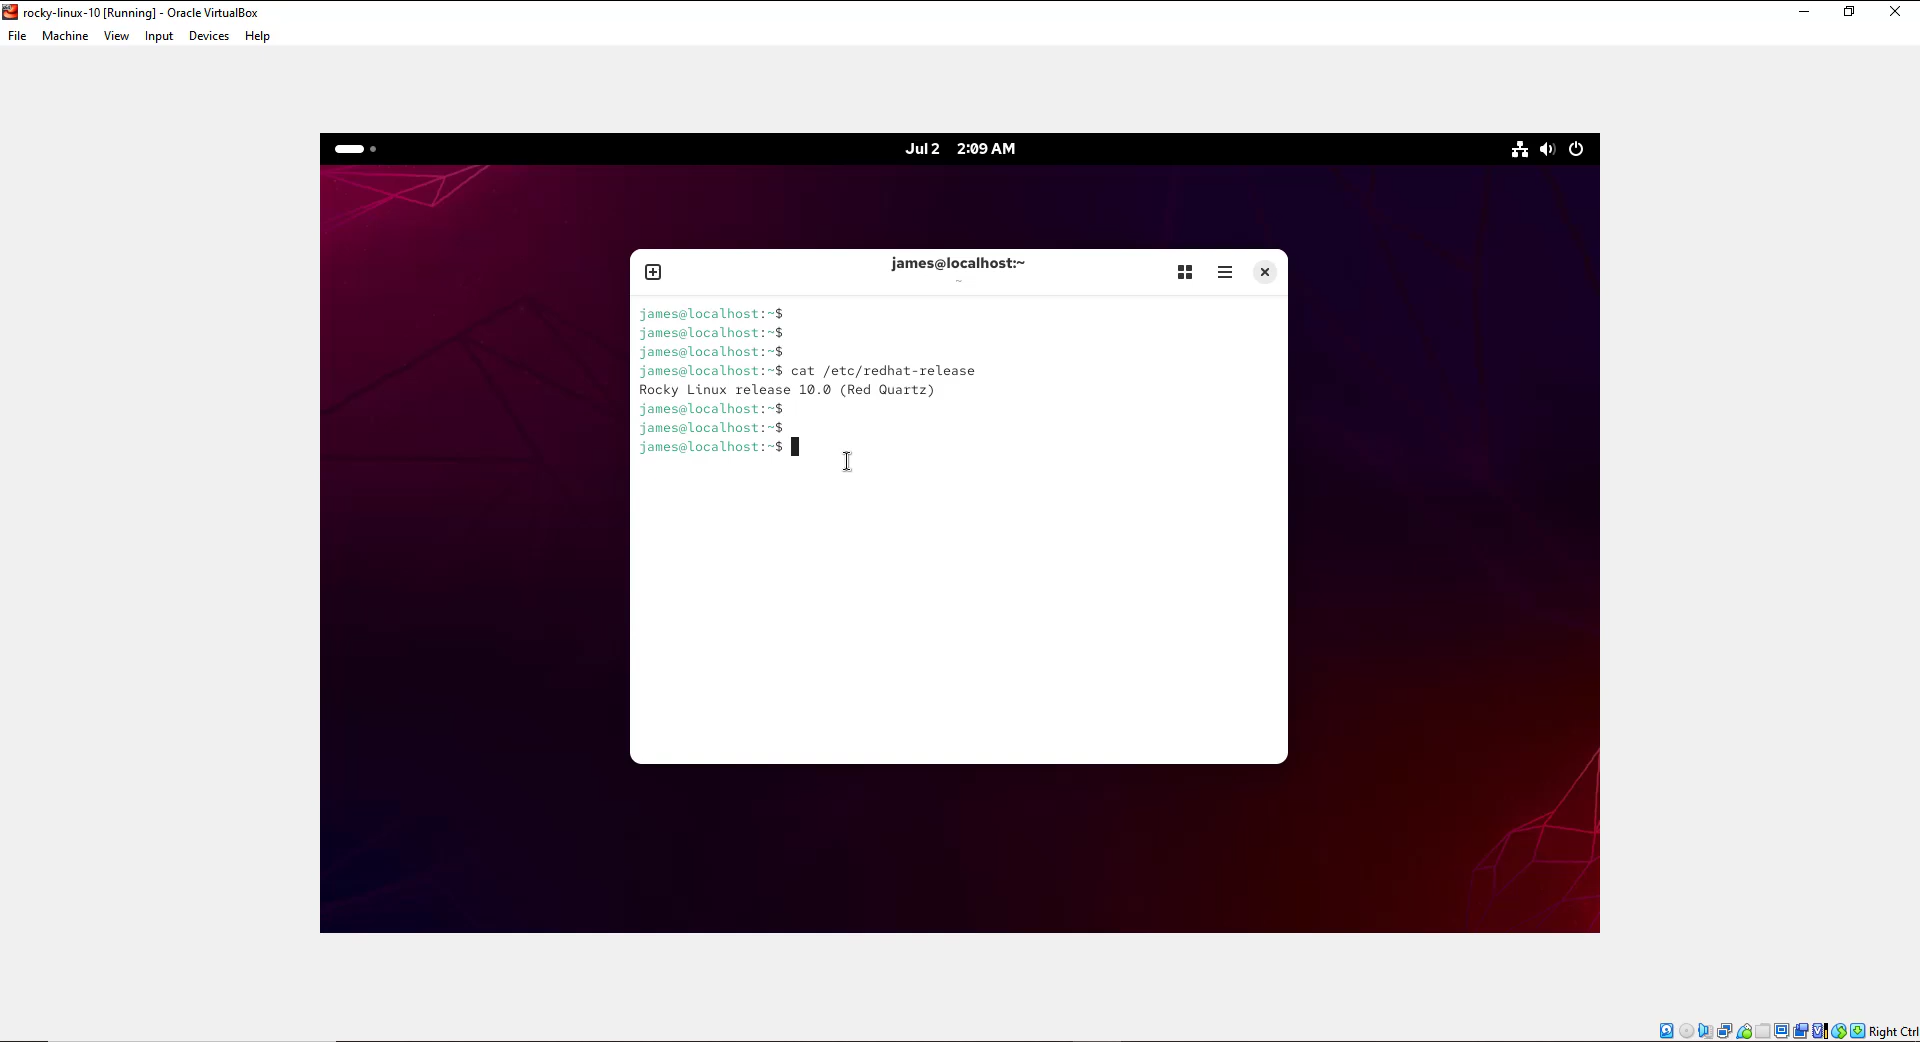 rocky-linux-10 [Running] - Oracle VirtualBox
File Machine View Input Devices Help
Jul 2 2:09 AM
james@localhost:~
~
james@localhost:~$
james@localhost:~$
james@localhost:~$
james@localhost:~$ cat /etc/redhat-release
Rocky Linux release 10.0 (Red Quartz)
james@localhost:~$
james@localhost:~$
james@localhost:~$
Right Ctrl